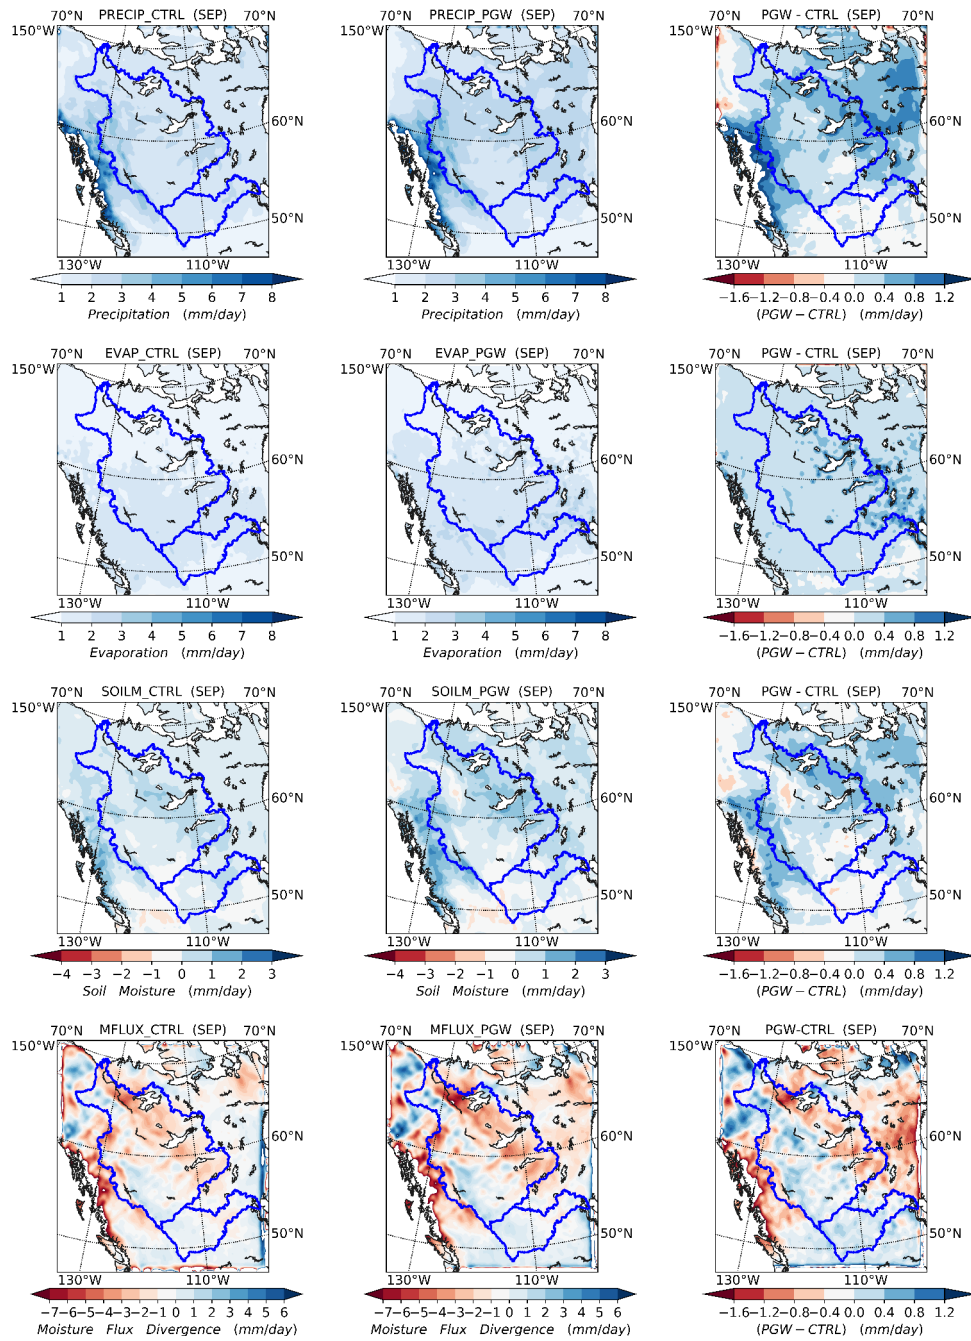 70°N PRECIP_CTRL (SEP) 70°N
150°W
60°N
50°N
130°W 110°W
1 2 3 4 5 6 7 8
Precipitation (mm/day)
70°N PRECIP_PGW (SEP) 70°N
150°W
60°N
50°N
130°W 110°W
1 2 3 4 5 6 7 8
Precipitation (mm/day)
70°N PGW - CTRL (SEP) 70°N
150°W
60°N
50°N
130°W 110°W
−1.6−1.2−0.8−0.4 0.0 0.4 0.8 1.2
(PGW−CTRL) (mm/day)
70°N EVAP_CTRL (SEP) 70°N
150°W
60°N
50°N
130°W 110°W
1 2 3 4 5 6 7 8
Evaporation (mm/day)
70°N EVAP_PGW (SEP) 70°N
150°W
60°N
50°N
130°W 110°W
1 2 3 4 5 6 7 8
Evaporation (mm/day)
70°N PGW - CTRL (SEP) 70°N
150°W
60°N
50°N
130°W 110°W
−1.6−1.2−0.8−0.4 0.0 0.4 0.8 1.2
(PGW−CTRL) (mm/day)
70°N SOILM_CTRL (SEP) 70°N
150°W
60°N
50°N
130°W 110°W
−4 −3 −2 −1 0 1 2 3
Soil Moisture (mm/day)
70°N SOILM_PGW (SEP) 70°N
150°W
60°N
50°N
130°W 110°W
−4 −3 −2 −1 0 1 2 3
Soil Moisture (mm/day)
70°N PGW - CTRL (SEP) 70°N
150°W
60°N
50°N
130°W 110°W
−1.6−1.2−0.8−0.4 0.0 0.4 0.8 1.2
(PGW−CTRL) (mm/day)
70°N MFLUX_CTRL (SEP) 70°N
150°W
60°N
50°N
130°W 110°W
−7−6−5−4−3−2−1 0 1 2 3 4 5 6
Moisture Flux Divergence (mm/day)
70°N MFLUX_PGW (SEP) 70°N
150°W
60°N
50°N
130°W 110°W
−7−6−5−4−3−2−1 0 1 2 3 4 5 6
Moisture Flux Divergence (mm/day)
70°N PGW-CTRL (SEP) 70°N
150°W
60°N
50°N
130°W 110°W
−1.6−1.2−0.8−0.4 0.0 0.4 0.8 1.2
(PGW−CTRL) (mm/day)